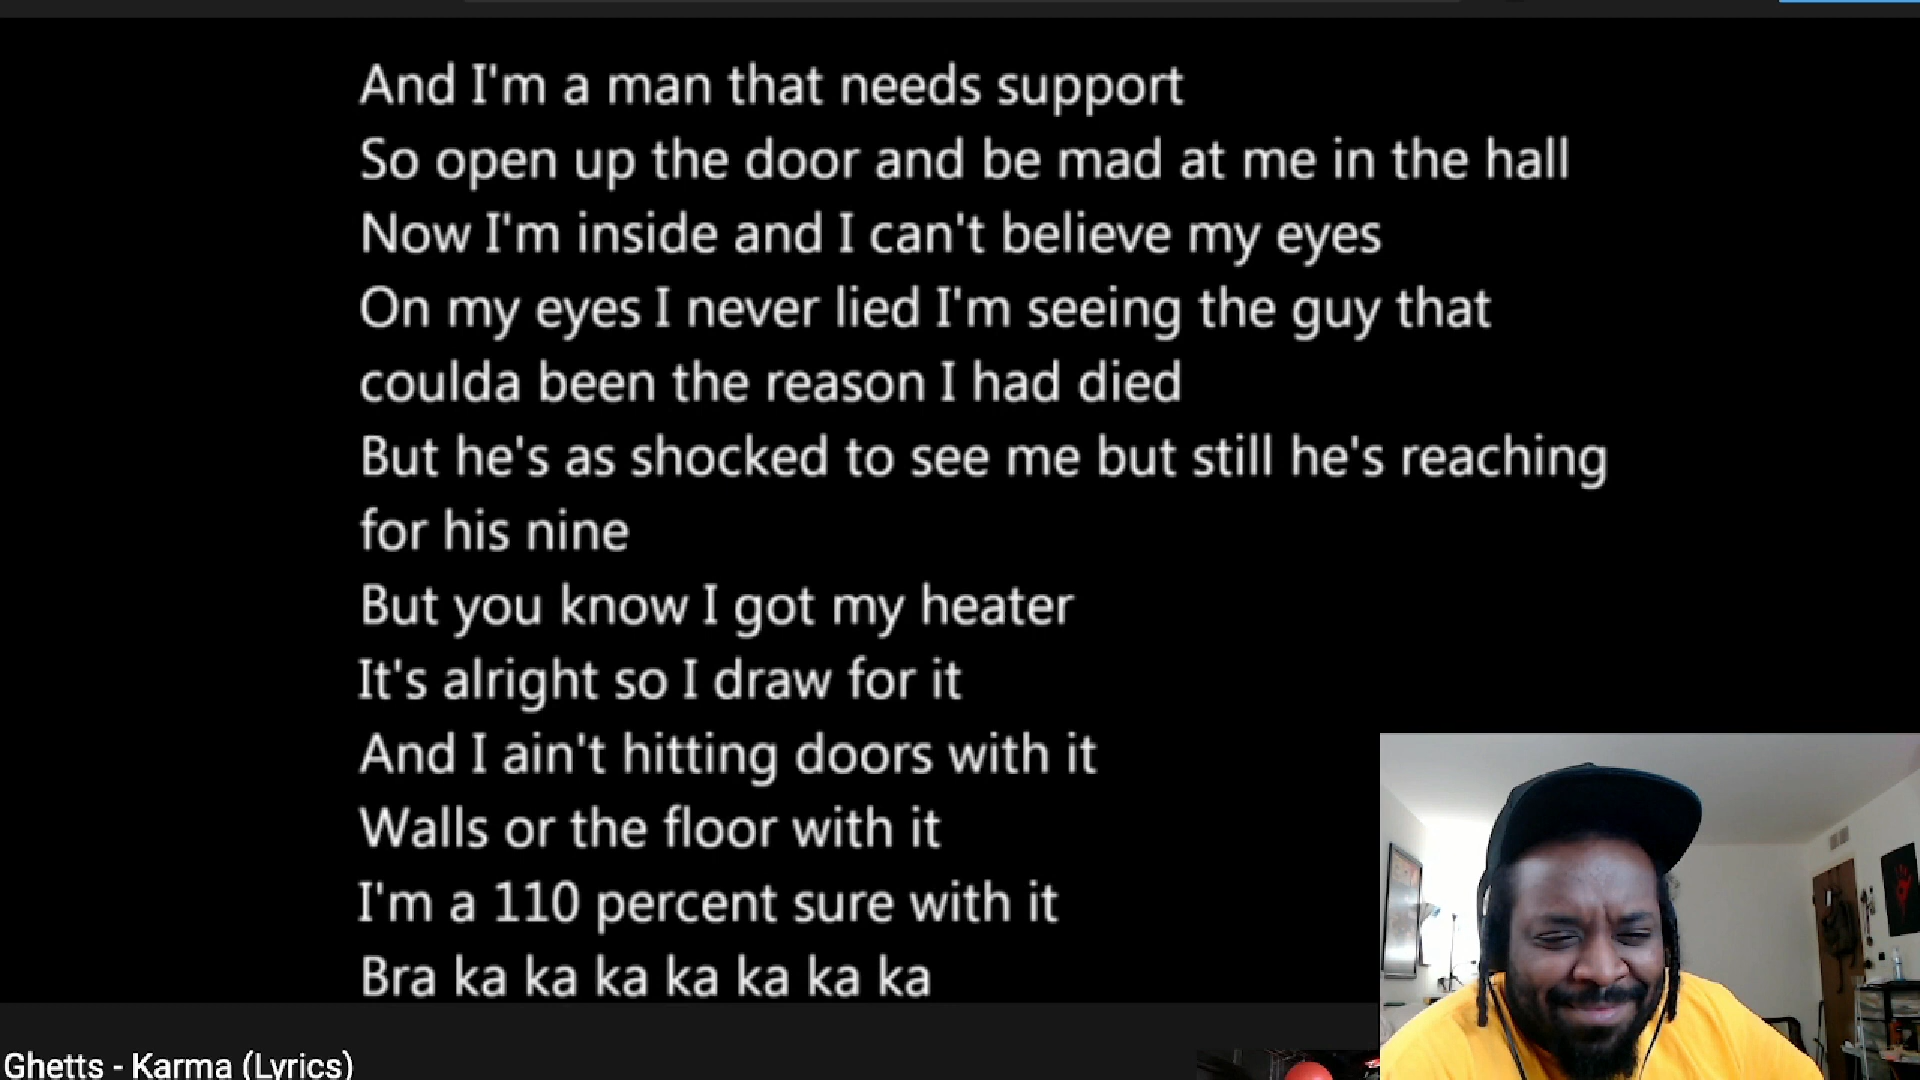 And I'm a man that needs support
So open up the door and be mad at me in the hall
Now I'm inside and I can't believe my eyes
On my eyes I never lied I'm seeing the guy that
coulda been the reason I had died
But he's as shocked to see me but still he's reaching
for his nine
But you know I got my heater
It's alright so I draw for it
And I ain't hitting doors with it
Walls or the floor with it
I'm a 110 percent sure with it
Bra ka ka ka ka ka ka
Ghetts - Karma (Lyrics)